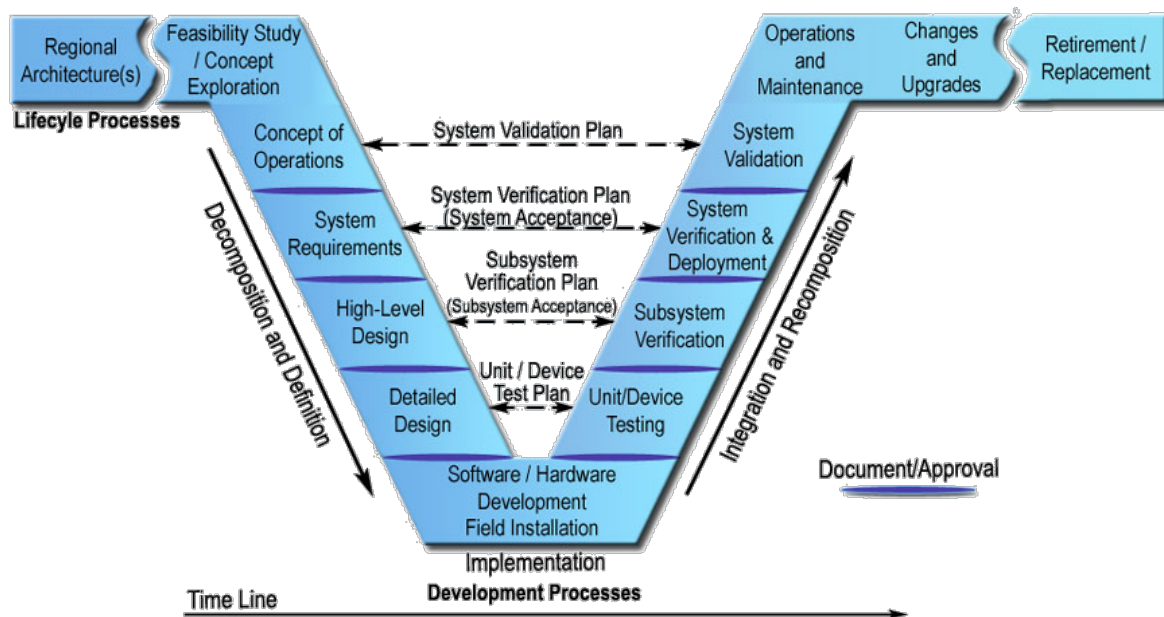 Regional
Architecture(s)
Feasibility Study
/ Concept
Exploration
Operations
and
Maintenance
Changes
and
Upgrades
Retirement /
Replacement
Lifecyle Processes
Concept of
Operations
System Validation Plan
System
Validation
System
Requirements
System Verification Plan
(System Acceptance)
System
Verification &
Deployment
High-Level
Design
Subsystem
Verification Plan
(Subsystem Acceptance)
Subsystem
Verification
Detailed
Design
Unit / Device
Test Plan
Unit/Device
Testing
Decomposition and Definition
Integration and Recomposition
Software / Hardware
Development
Field Installation
Document/Approval
Implementation
Development Processes
Time Line